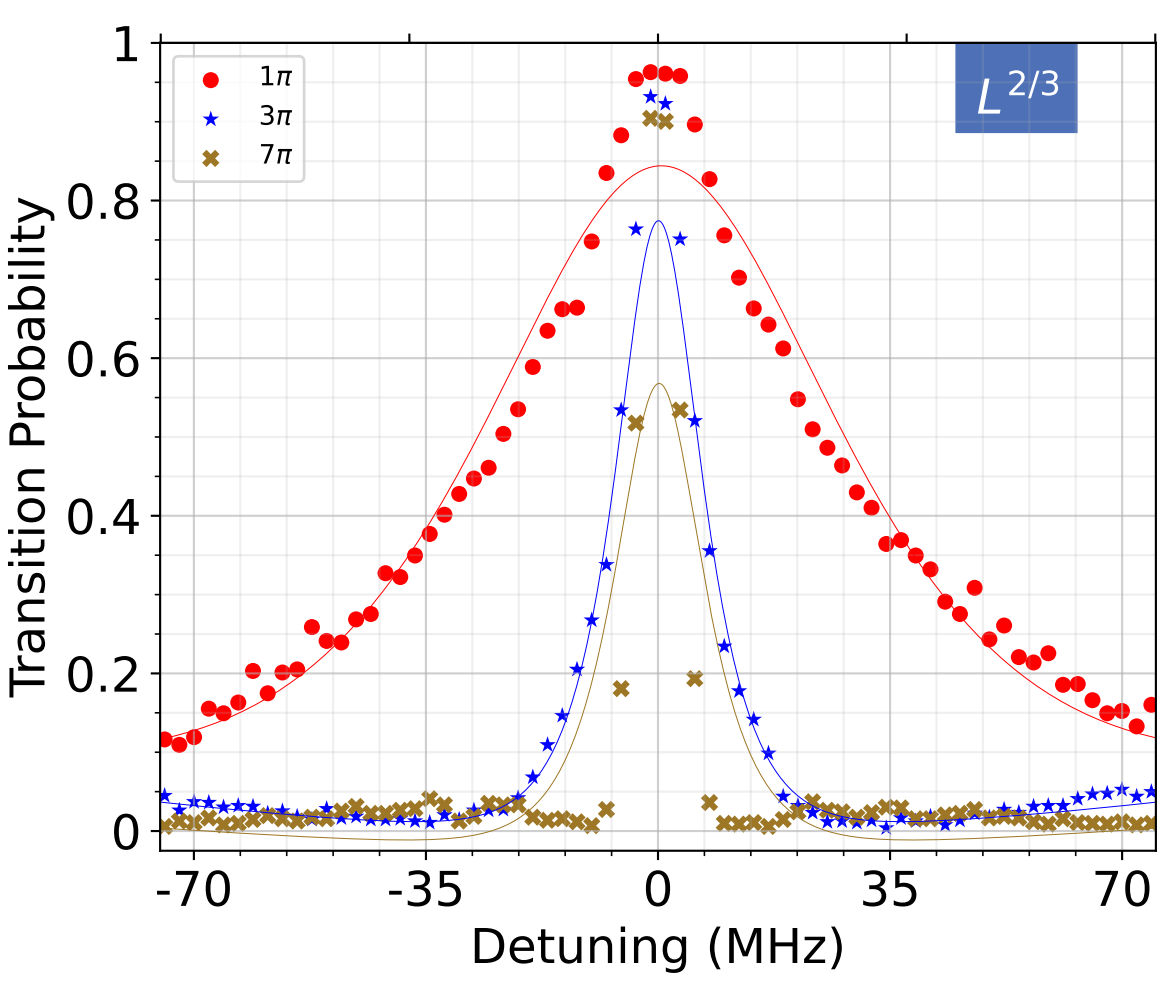 1π
3π
7π
L^{2/3}
Transition Probability
1
0.8
0.6
0.4
0.2
0
-70 -35 0 35 70
Detuning (MHz)